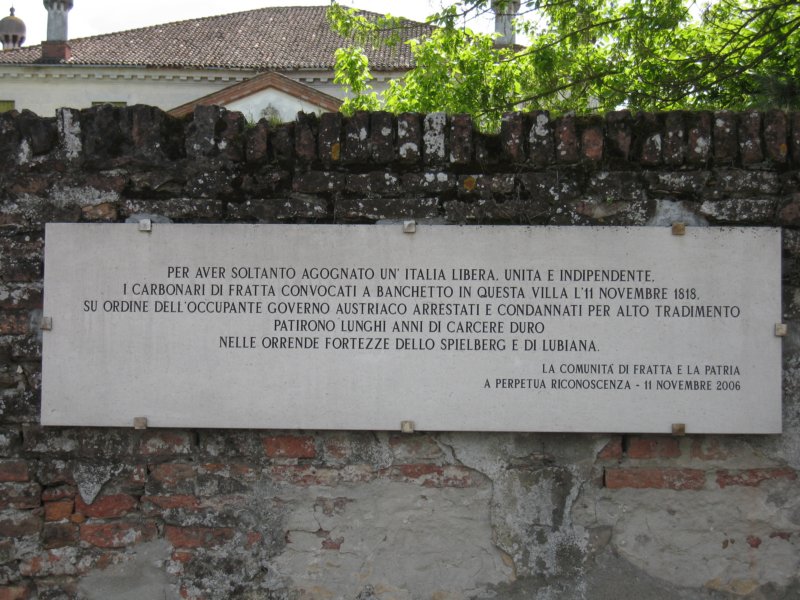 PER AVER SOLTANTO AGOGNATO UN' ITALIA LIBERA, UNITA E INDIPENDENTE,
I CARBONARI DI FRATTA CONVOCATI A BANCHETTO IN QUESTA VILLA L'11 NOVEMBRE 1818,
SU ORDINE DELL'OCCUPANTE GOVERNO AUSTRIACO ARRESTATI E CONDANNATI PER ALTO TRADIMENTO
PATIRONO LUNGHI ANNI DI CARCERE DURO
NELLE ORRENDE FORTEZZE DELLO SPIELBERG E DI LUBIANA.
LA COMUNITÀ DI FRATTA E LA PATRIA
A PERPETUA RICONOSCENZA - 11 NOVEMBRE 2006